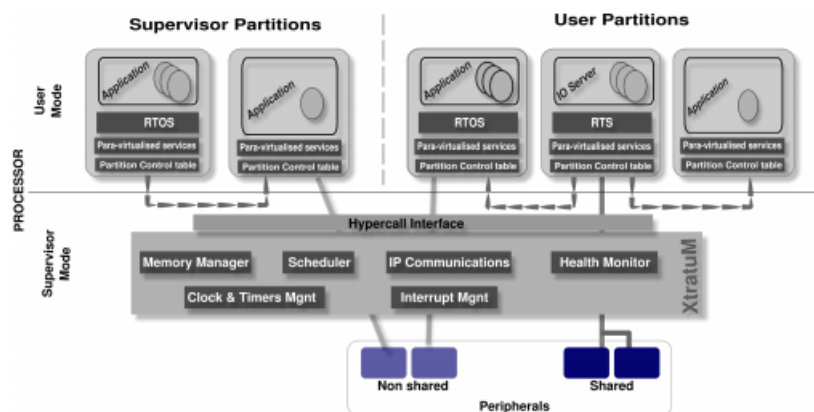 Supervisor Partitions
User Partitions
PROCESSOR
User
Mode
Application
RTOS
Para-virtualised services
Partition Control table
Application
Para-virtualised services
Partition Control table
Application
RTOS
Para-virtualised services
Partition Control table
IO Server
RTS
Para-virtualised services
Partition Control table
Application
Para-virtualised services
Partition Control table
Supervisor
Mode
Hypercall Interface
Memory Manager
Scheduler
IP Communications
Health Monitor
Clock & Timers Mgnt
Interrupt Mgnt
XtratuM
Non shared
Shared
Peripherals